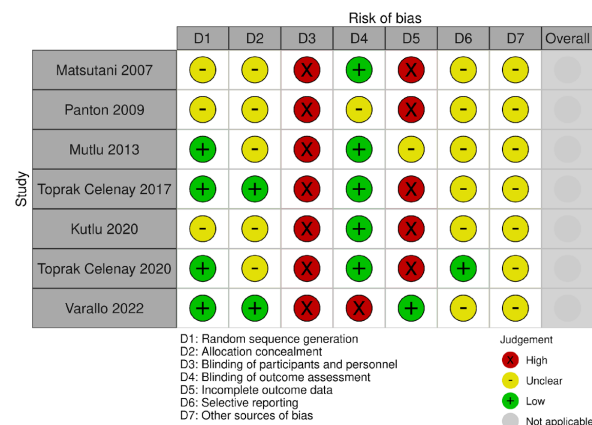 Risk of bias
D1 D2 D3 D4 D5 D6 D7 Overall
Study
Matsutani 2007 - - X + X - -
Panton 2009 - - X - X - -
Mutlu 2013 + - X + - - -
Toprak Celenay 2017 + + X + X - -
Kutlu 2020 - - X + X - -
Toprak Celenay 2020 + - X + X + -
Varallo 2022 + + X X + - -
D1: Random sequence generation
D2: Allocation concealment
D3: Blinding of participants and personnel
D4: Blinding of outcome assessment
D5: Incomplete outcome data
D6: Selective reporting
D7: Other sources of bias
Judgement
X High
- Unclear
+ Low
Not applicable